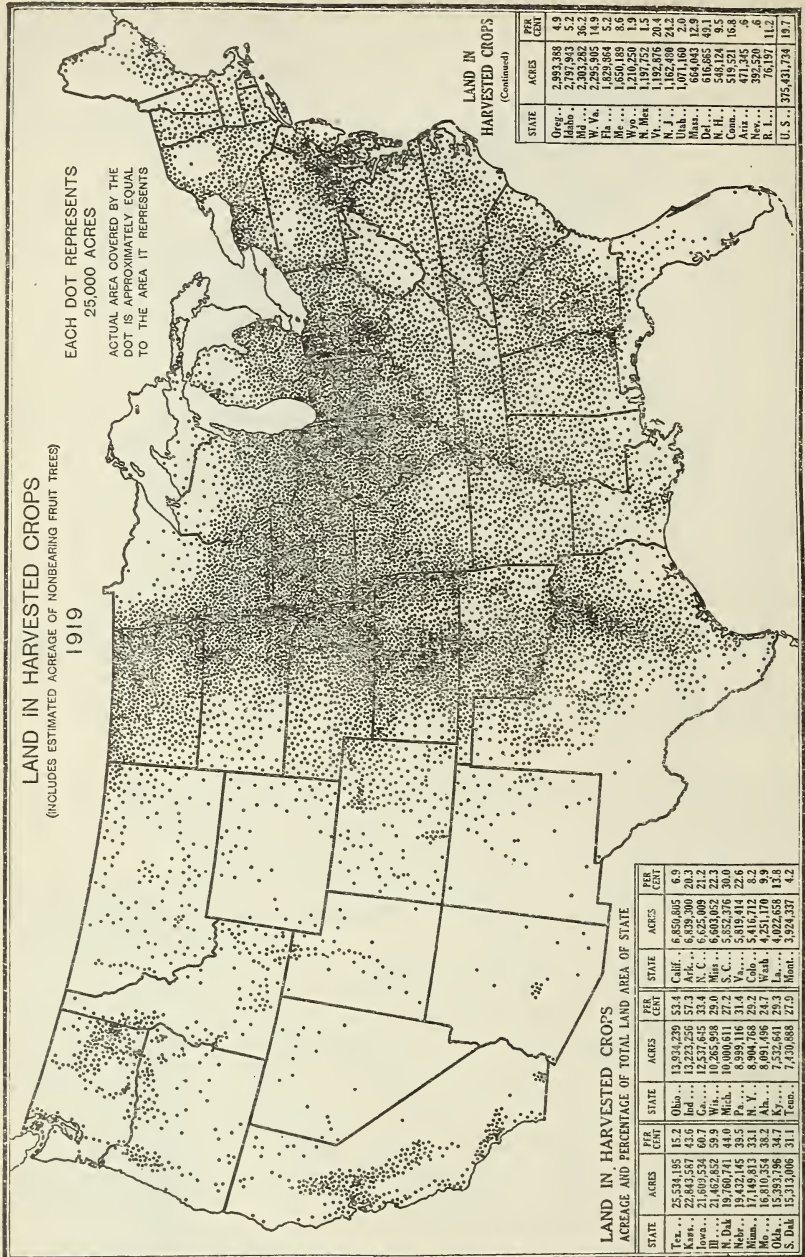 LAND IN HARVESTED CROPS
(INCLUDES ESTIMATED ACREAGE OF NONBEARING FRUIT TREES)
1919
EACH DOT REPRESENTS
25,000 ACRES
ACTUAL AREA COVERED BY THE
DOT IS APPROXIMATELY EQUAL
TO THE AREA IT REPRESENTS
LAND IN HARVESTED CROPS
ACREAGE AND PERCENTAGE OF TOTAL LAND AREA OF STATE
STATE ACRES PER CENT
Tex... 25,534,195 15.2
Kans.. 22,843,587 43.6
Iowa.. 21,609,534 60.7
Ill... 21,462,852 59.9
N. Dak 19,760,741 44.0
Nebr.. 19,432,145 39.5
Minn.. 17,149,813 33.1
Mo... 16,810,354 38.2
Okla.. 15,393,796 34.7
S. Dak 15,313,006 31.1
STATE ACRES PER CENT
Ohio... 13,934,239 53.4
Ind... 13,223,256 57.3
Ga.... 12,537,645 33.4
Wis... 10,265,998 29.0
Mich.. 10,000,611 27.2
Pa.... 8,999,116 31.4
N. Y.. 8,904,768 29.2
Ala... 8,091,496 24.7
Ky.... 7,532,641 29.3
Tenn.. 7,430,888 27.9
STATE ACRES PER CENT
Calif.. 6,850,805 6.9
Ark... 6,839,300 20.3
N. C.. 6,625,009 21.2
Miss.. 6,603,052 22.3
S. C... 5,852,376 30.0
Va.... 5,819,414 22.6
Colo.. 5,416,712 8.2
Wash. 4,251,170 9.9
La.... 4,022,658 13.8
Mont. 3,924,337 4.2
LAND IN
HARVESTED CROPS
(Continued)
STATE ACRES PER CENT
Oreg.. 2,993,388 4.9
Idaho. 2,797,943 5.2
Md ... 2,303,282 36.2
W. Va. 2,295,905 14.9
Fla ... 1,829,864 5.2
Me ... 1,650,189 8.6
Wyo.. 1,210,250 1.9
N. Mex 1,197,752 1.5
Vt.... 1,192,876 20.4
N. J... 1,162,480 24.2
Utah.. 1,071,160 2.0
Mass.. 664,043 12.9
Del... 616,865 49.1
N. H.. 548,124 9.5
Conn.. 519,521 16.8
Ariz.. 471,345 .6
Nev... 392,520 .6
R. I... 76,197 11.2
U. S.. 375,431,734 19.7